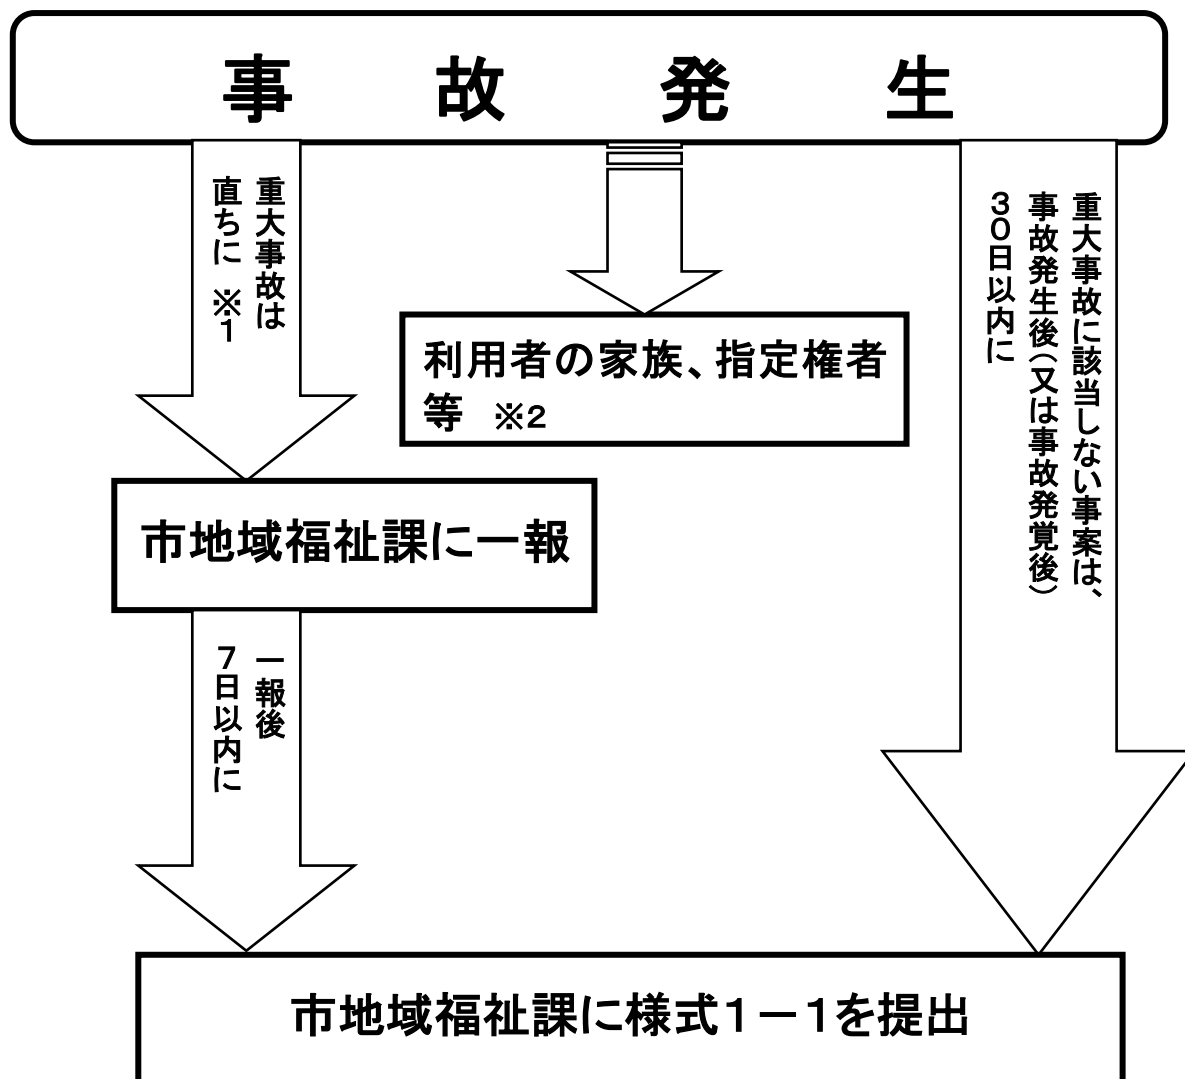 事故発生
重大事故は
直ちに ※1
利用者の家族、指定権者
等 ※2
重大事故に該当しない事案は、
事故発生後(又は事故発覚後)
30日以内に
市地域福祉課に一報
一報後
7日以内に
市地域福祉課に様式1-1を提出